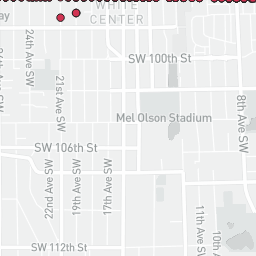 WHITE
CENTER
ay
SW 100th St
24th Ave SW
21st Ave SW
Mel Olson Stadium
8th Ave SW
SW 106th St
22nd Ave SW
19th Ave SW
17th Ave SW
11th Ave SW
10th A
SW 112th St